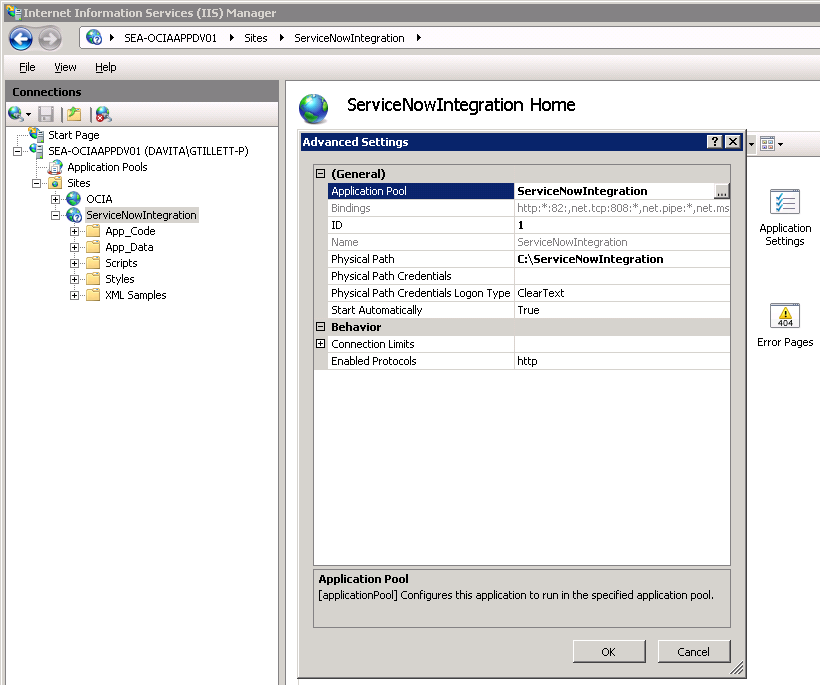 Internet Information Services (IIS) Manager
SEA-OCIAAPPDV01 Sites ServiceNowIntegration
File View Help
Connections
Start Page
SEA-OCIAAPPDV01 (DAVITA\GTILLETT-P)
Application Pools
Sites
OCIA
ServiceNowIntegration
App_Code
App_Data
Scripts
Styles
XML Samples
ServiceNowIntegration Home
Advanced Settings
(General)
Application Pool ServiceNowIntegration ...
Bindings http:*:82:,net.tcp:808:*,net.pipe:*,net.ms
ID 1
Name ServiceNowIntegration
Physical Path C:\ServiceNowIntegration
Physical Path Credentials
Physical Path Credentials Logon Type ClearText
Start Automatically True
Behavior
Connection Limits
Enabled Protocols http
Application Pool
[applicationPool] Configures this application to run in the specified application pool.
OK Cancel
Application
Settings
404
Error Pages